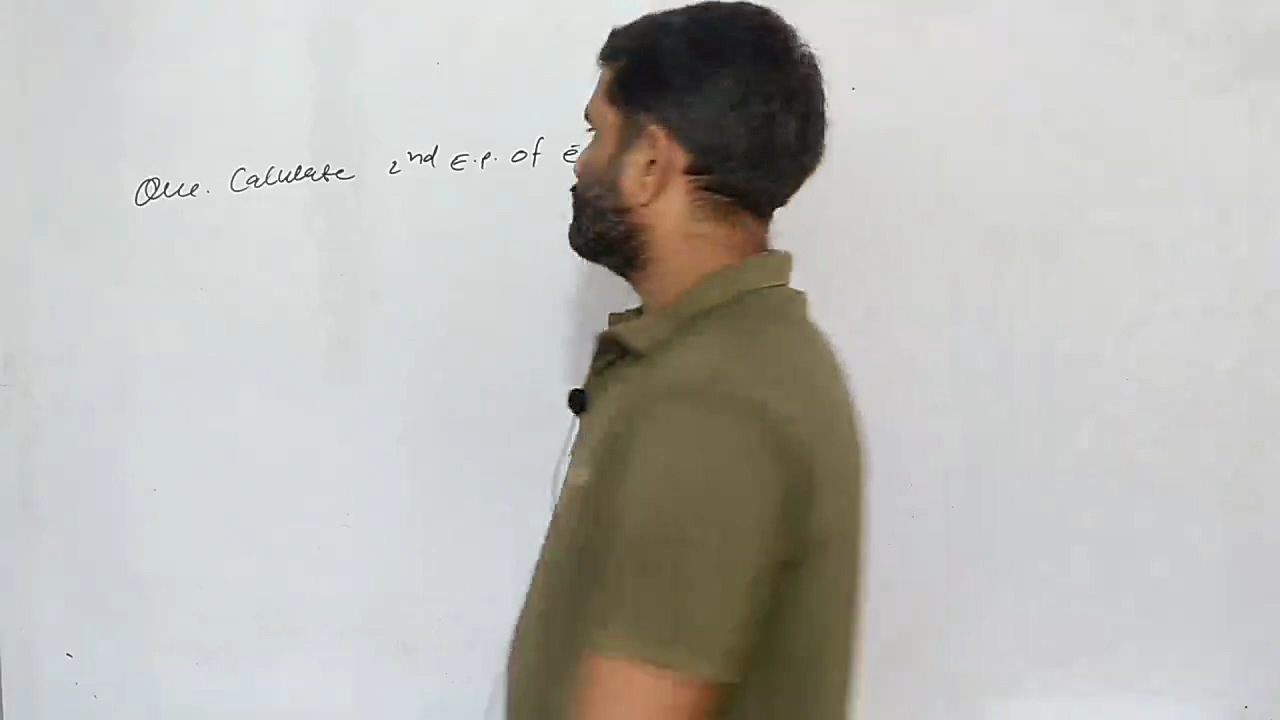 Que. Calculate 2nd E.P. of ē